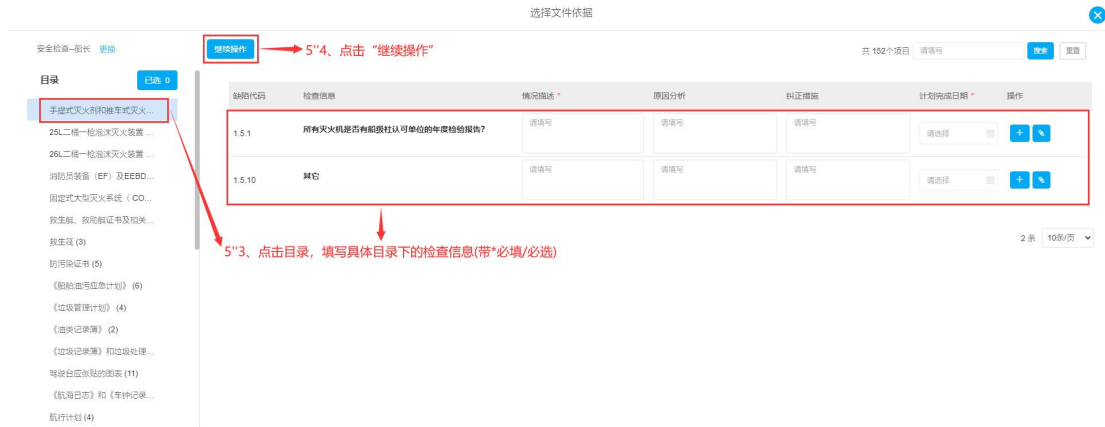 选择文件依据
安全检查--船长 更换
继续操作
5''4、点击“继续操作”
共 152个项目 请填写 搜索 重置
目录 已选 0
缺陷代码 检查信息 情况描述 * 原因分析 纠正措施 计划完成日期 * 操作
手提式灭火剂和推车式灭火...
1.5.1 所有灭火机是否有船级社认可单位的年度检验报告? 请填写 请填写 请填写 请选择
25L二桶一枪泡沫灭火装置 ...
26L二桶一枪泡沫灭火装置 ...
消防员装备（EF）及EEBD...
1.5.10 其它 请填写 请填写 请填写 请选择
固定式大型灭火系统（ CO...
救生艇、救助艇证书及相关...
救生筏 (3)
2 条 10条/页
5''3、点击目录，填写具体目录下的检查信息(带*必填/必选)
防污染证书 (5)
《船舶油污应急计划》 (6)
《垃圾管理计划》 (4)
《油类记录簿》 (2)
《垃圾记录簿》和垃圾处理...
驾驶台应张贴的图表 (11)
《航海日志》和《车钟记录...
航行计划 (4)